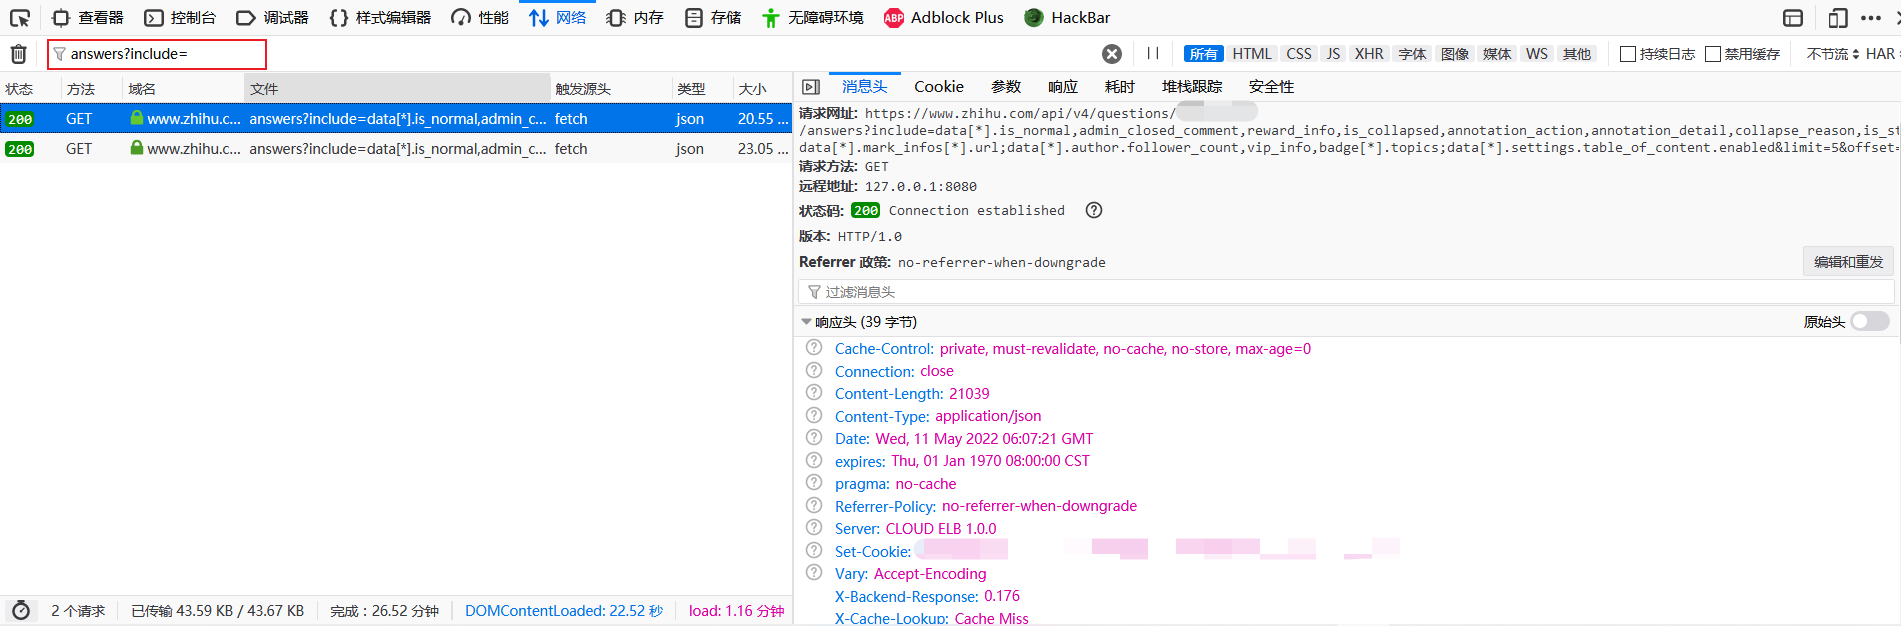 查看器 控制台 调试器 {} 样式编辑器 性能 网络 内存 存储 无障碍环境 ABP Adblock Plus HackBar
answers?include= 所有 HTML CSS JS XHR 字体 图像 媒体 WS 其他 持续日志 禁用缓存 不节流 HAR
状态 方法 域名 文件 触发源头 类型 大小
200 GET www.zhihu.c... answers?include=data[*].is_normal,admin_c... fetch json 20.55 ...
200 GET www.zhihu.c... answers?include=data[*].is_normal,admin_c... fetch json 23.05 ...
2 个请求 已传输 43.59 KB / 43.67 KB 完成：26.52 分钟 DOMContentLoaded: 22.52 秒 load: 1.16 分钟
消息头 Cookie 参数 响应 耗时 堆栈跟踪 安全性
请求网址: https://www.zhihu.com/api/v4/questions/
/answers?include=data[*].is_normal,admin_closed_comment,reward_info,is_collapsed,annotation_action,annotation_detail,collapse_reason,is_st
data[*].mark_infos[*].url;data[*].author.follower_count,vip_info,badge[*].topics;data[*].settings.table_of_content.enabled&limit=5&offset=
请求方法: GET
远程地址: 127.0.0.1:8080
状态码: 200 Connection established
版本: HTTP/1.0
Referrer 政策: no-referrer-when-downgrade
编辑和重发
过滤消息头
响应头 (39 字节) 原始头
Cache-Control: private, must-revalidate, no-cache, no-store, max-age=0
Connection: close
Content-Length: 21039
Content-Type: application/json
Date: Wed, 11 May 2022 06:07:21 GMT
expires: Thu, 01 Jan 1970 08:00:00 CST
pragma: no-cache
Referrer-Policy: no-referrer-when-downgrade
Server: CLOUD ELB 1.0.0
Set-Cookie:
Vary: Accept-Encoding
X-Backend-Response: 0.176
X-Cache-Lookup: Cache Miss